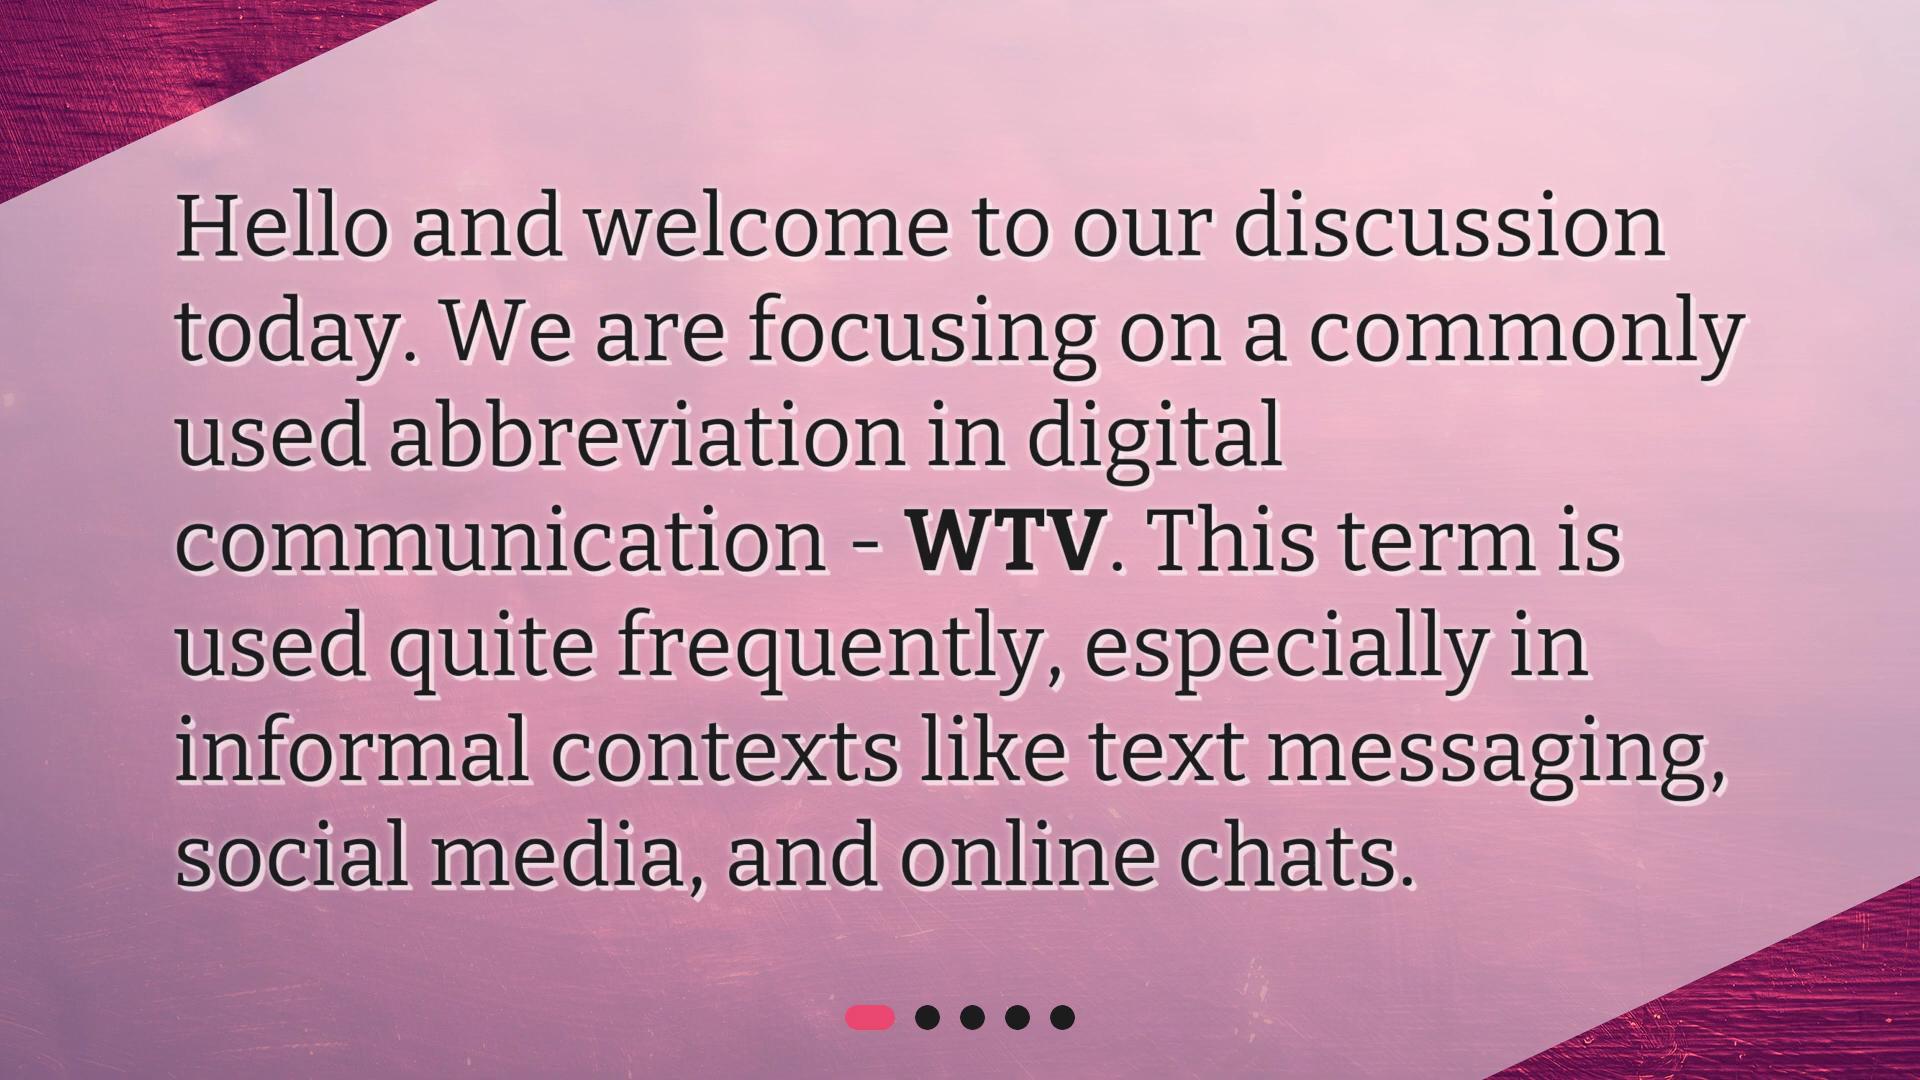 Hello and welcome to our discussion
today. We are focusing on a commonly
used abbreviation in digital
communication - WTV. This term is
used quite frequently, especially in
informal contexts like text messaging,
social media, and online chats.